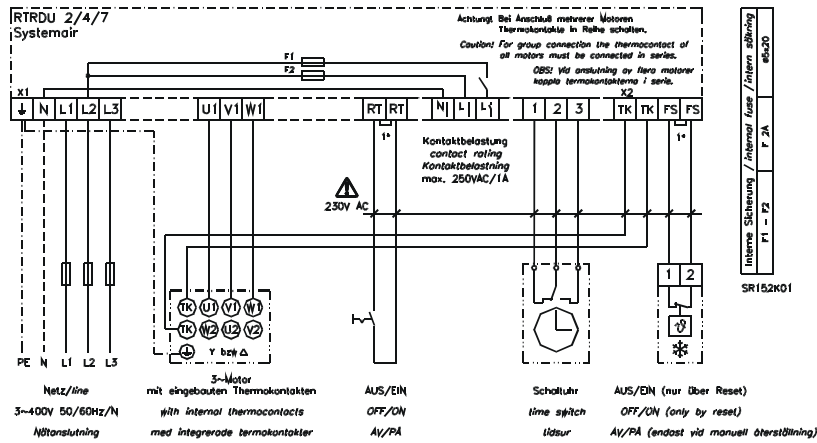 RTRDU 2/4/7
Systemair
Achtung! Bei Anschluß mehrerer Motoren
Thermokontakte in Reihe schalten.
Caution! For group connection the thermocontact of
all motors must be connected in series.
OBS! Vid anslutning av flera motorer
koppla termokontakterna i serie.
F1
F2
X1
X2
N L1 L2 L3 U1 V1 W1 RT RT N L L 1 2 3 TK TK FS FS
Kontaktbelastung
contact rating
Kontaktbelastning
max. 250VAC/1A
230V AC
TK U1 V1 W1
TK W2 U2 V2
Y bzw △
1 2
ϑ
PE N L1 L2 L3
Netz/line
3~400V 50/60Hz/N
Nätanslutning
3~Motor
mit eingebauten Thermokontakten
with internal thermocontacts
med integrerade termokontakter
AUS/EIN
OFF/ON
AV/PÅ
Schaltuhr
time switch
tidsur
AUS/EIN (nur über Reset)
OFF/ON (only by reset)
AV/PÅ (endast vid manuell återställning)
Interne Sicherung / internal fuse / intern säkring
F1 - F2 F 2A ø5x20
SR152K01